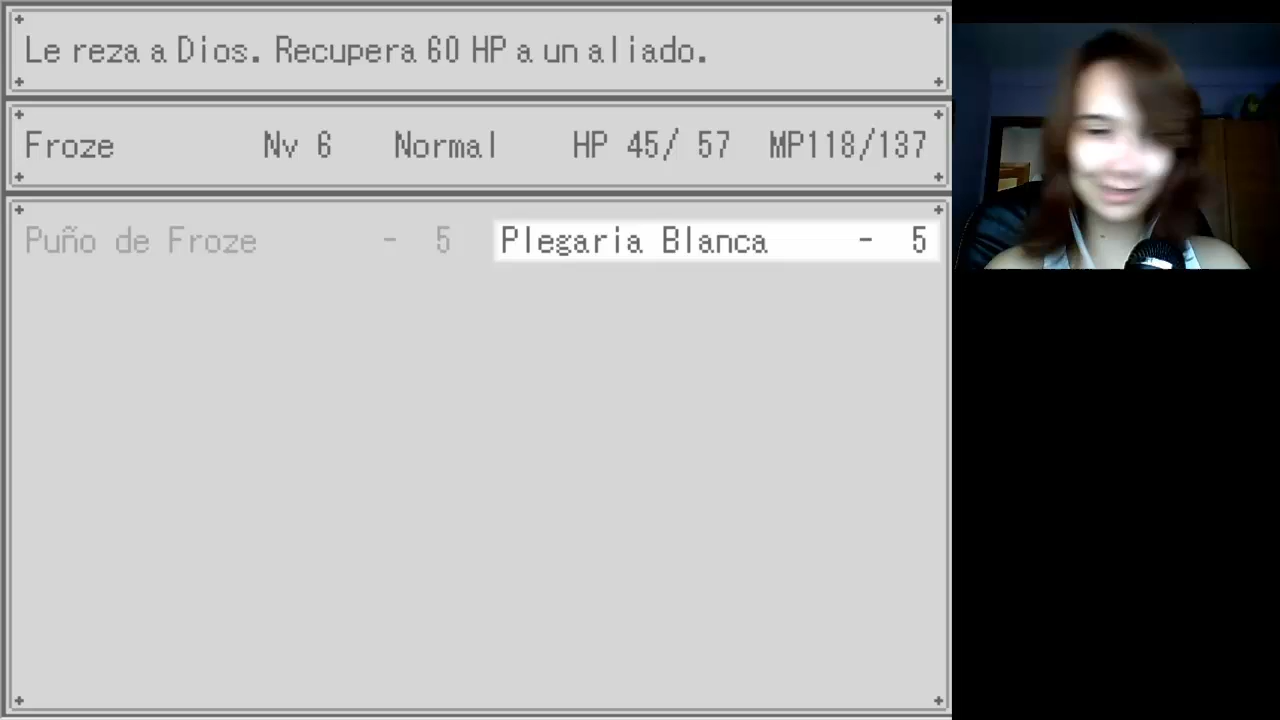 Le reza a Dios. Recupera 60 HP a un aliado.
Froze Nv 6 Normal HP 45/ 57 MP118/137
Puño de Froze - 5 Plegaria Blanca - 5